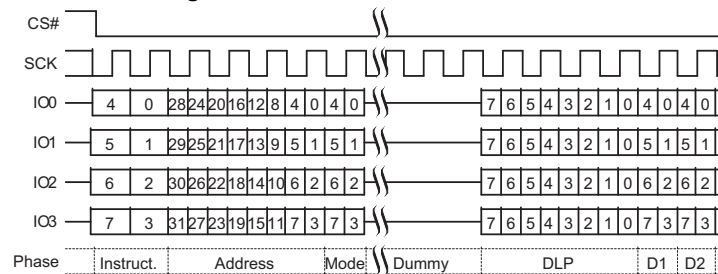 CS#
SCK
IO0 4 0 28 24 20 16 12 8 4 0 4 0 7 6 5 4 3 2 1 0 4 0 4 0
IO1 5 1 29 25 21 17 13 9 5 1 5 1 7 6 5 4 3 2 1 0 5 1 5 1
IO2 6 2 30 26 22 18 14 10 6 2 6 2 7 6 5 4 3 2 1 0 6 2 6 2
IO3 7 3 31 27 23 19 15 11 7 3 7 3 7 6 5 4 3 2 1 0 7 3 7 3
Phase Instruct. Address Mode Dummy DLP D1 D2